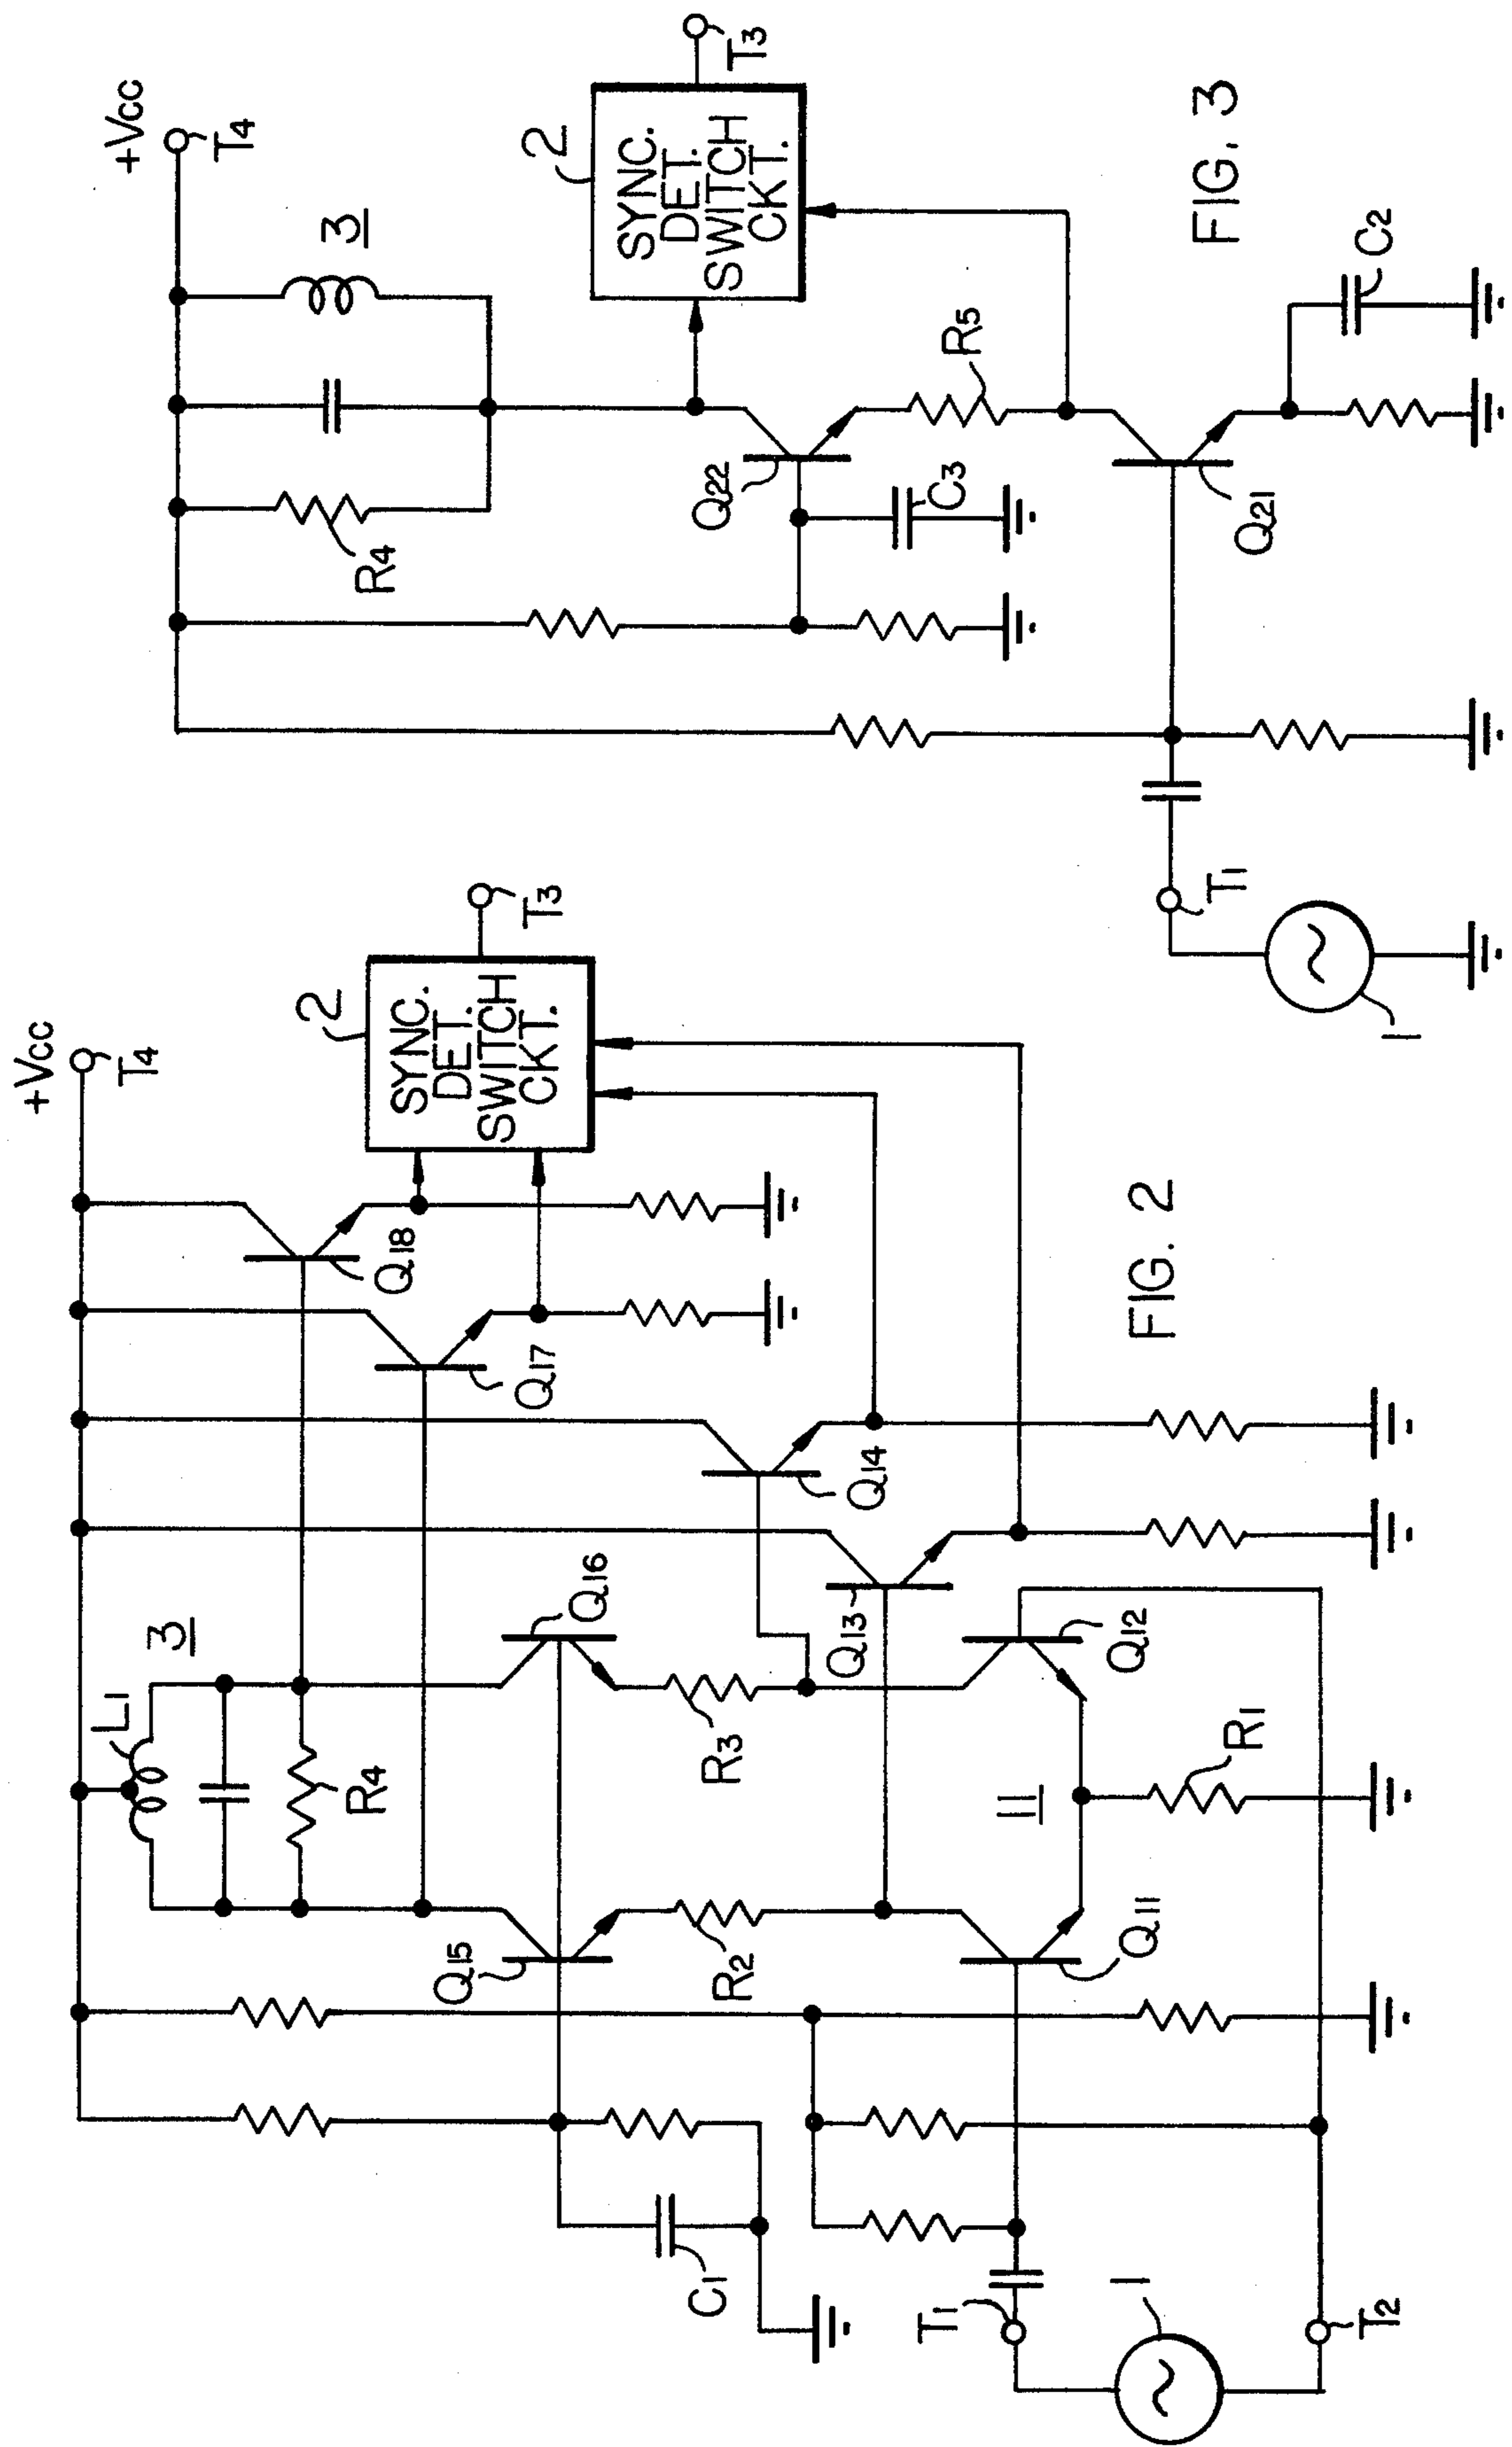 +Vcc
T4
3
L1
R4
Q18
Q17
2
SYNC.
DET.
SWITCH
CKT.
T3
Q15
Q16
R2
R3
Q14
Q13
Q11
Q12
11
R1
C1
T1
1
T2
FIG. 2
+Vcc
T4
3
R4
2
SYNC.
DET.
SWITCH
CKT.
T3
Q22
R5
C3
Q21
C2
T1
1
FIG. 3